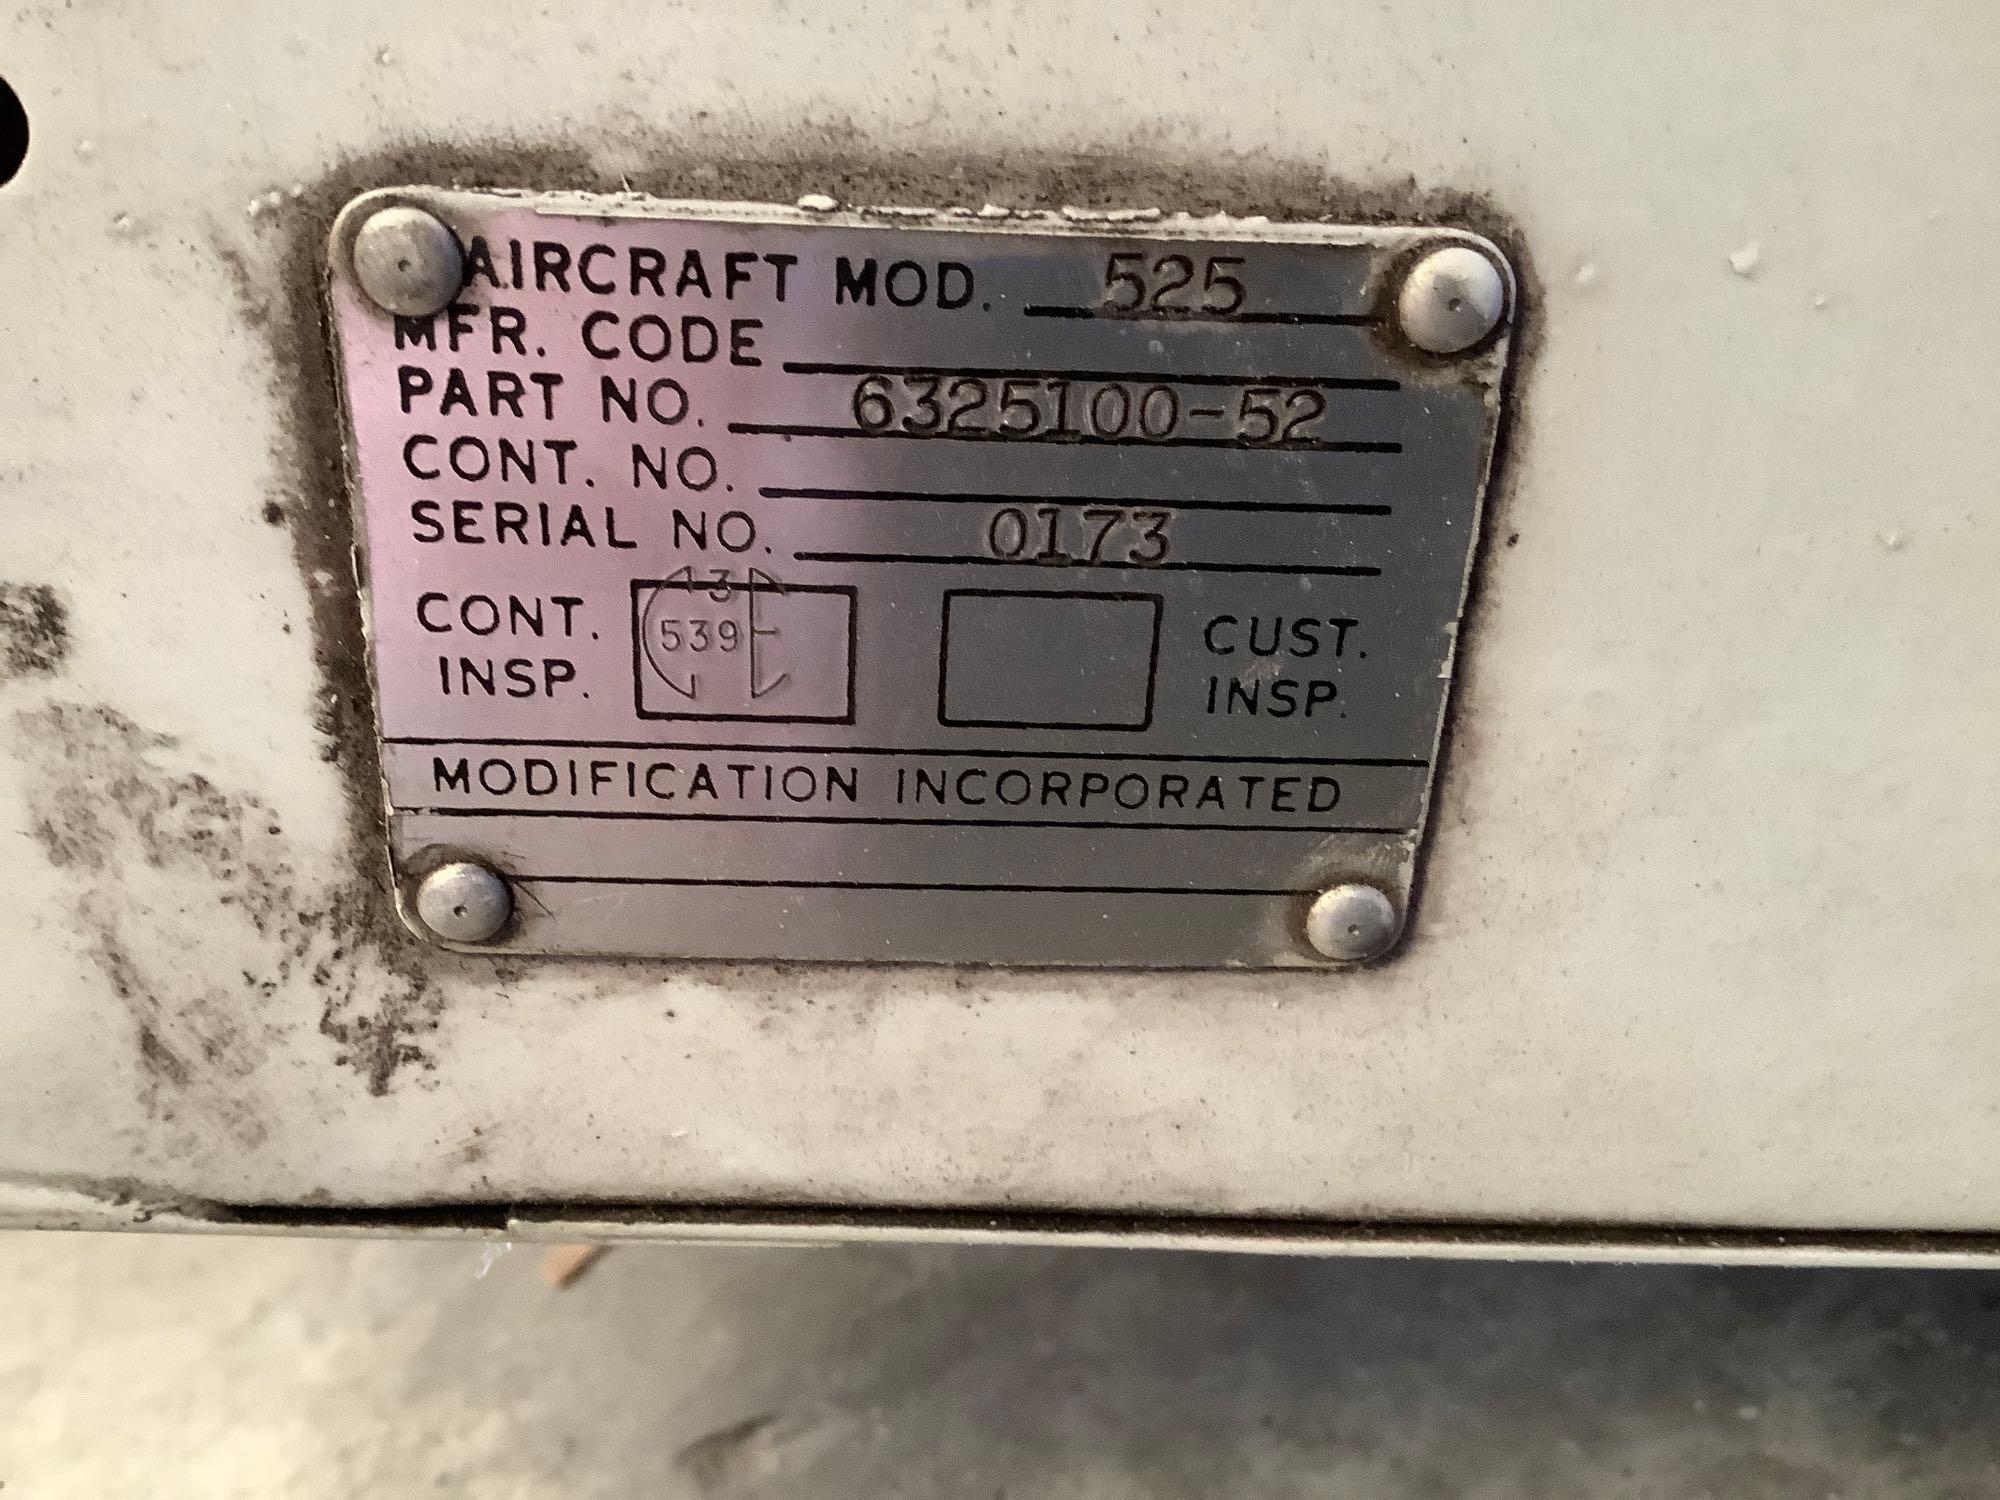 AIRCRAFT MOD. 525
MFR. CODE
PART NO. 6325100-52
CONT. NO.
SERIAL NO. 0173
CONT. INSP.
3
539
CUST. INSP.
MODIFICATION INCORPORATED